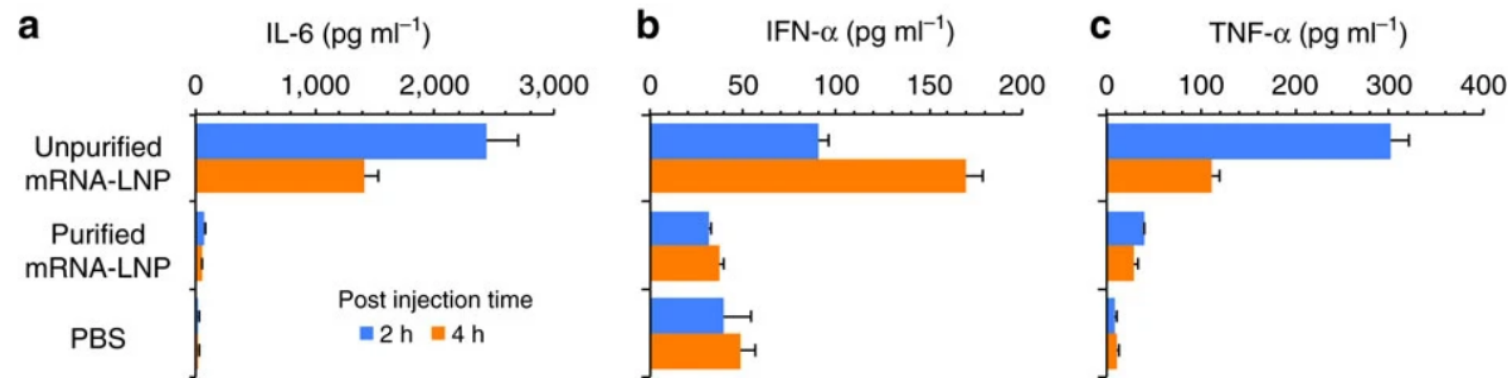 a
IL-6 (pg ml⁻¹)
0 1,000 2,000 3,000
b
IFN-α (pg ml⁻¹)
0 50 100 150 200
c
TNF-α (pg ml⁻¹)
0 100 200 300 400
Unpurified
mRNA-LNP
Purified
mRNA-LNP
PBS
Post injection time
2 h 4 h